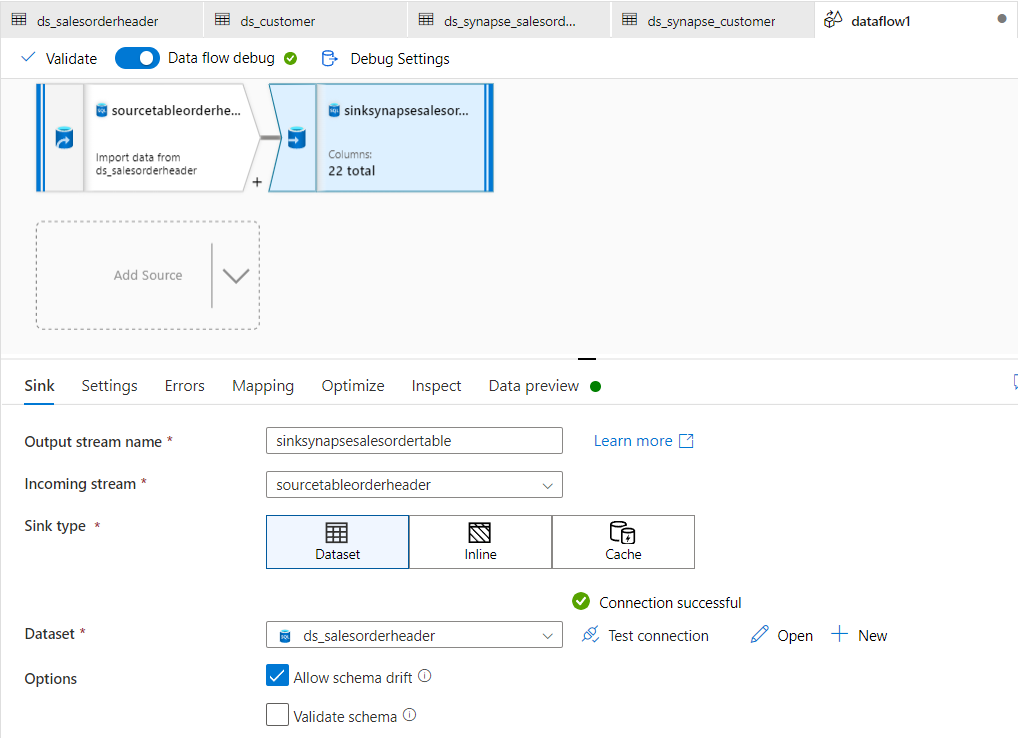 ds_salesorderheader ds_customer ds_synapse_salesord... ds_synapse_customer dataflow1
Validate Data flow debug Debug Settings
sourcetableorderhe... sinksynapsesalesor...
Import data from
ds_salesorderheader
Columns:
22 total
+
Add Source
Sink Settings Errors Mapping Optimize Inspect Data preview
Output stream name * sinksynapsesalesordertable Learn more
Incoming stream * sourcetableorderheader
Sink type * Dataset Inline Cache
Connection successful
Dataset * ds_salesorderheader Test connection Open New
Options Allow schema drift
Validate schema